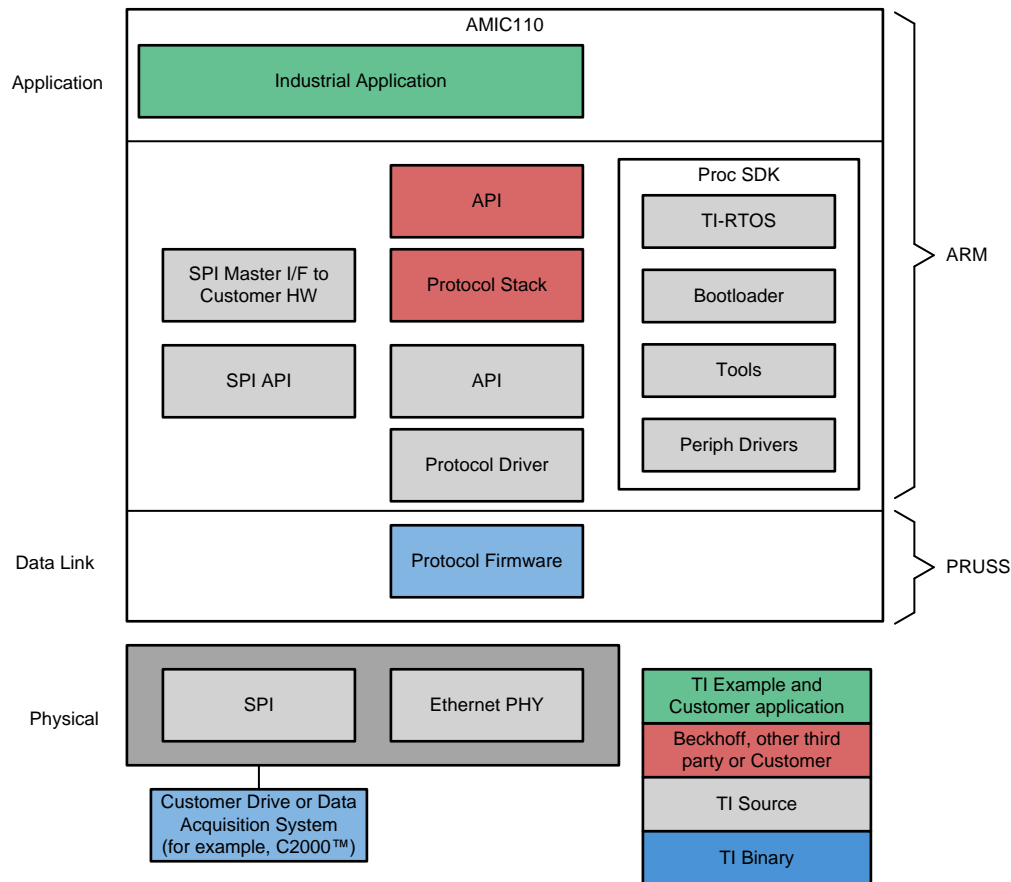 AMIC110
Application
Industrial Application
API
Proc SDK
TI-RTOS
SPI Master I/F to
Customer HW
Protocol Stack
Bootloader
ARM
SPI API
API
Tools
Protocol Driver
Periph Drivers
Data Link
Protocol Firmware
PRUSS
Physical
SPI
Ethernet PHY
TI Example and
Customer application
Beckhoff, other third
party or Customer
TI Source
TI Binary
Customer Drive or Data
Acquisition System
(for example, C2000™)